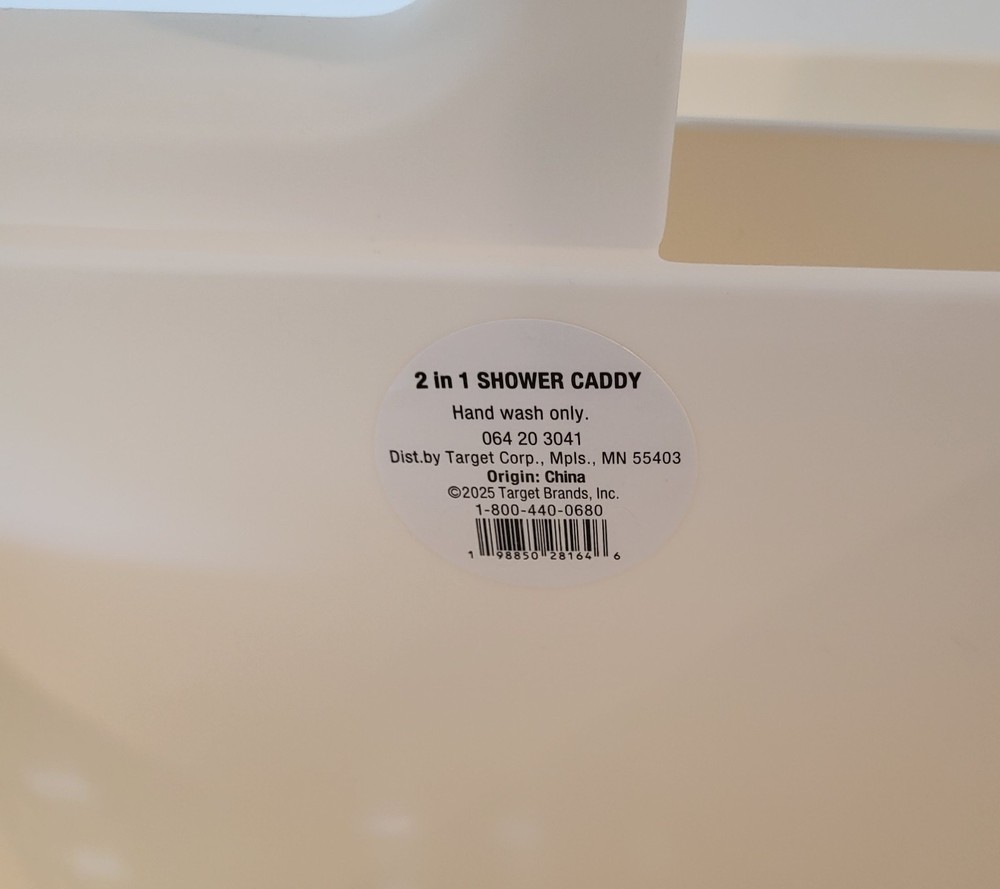 2 in 1 SHOWER CADDY
Hand wash only.
064 20 3041
Dist.by Target Corp., Mpls., MN 55403
Origin: China
©2025 Target Brands, Inc.
1-800-440-0680
1 98850 28164 6